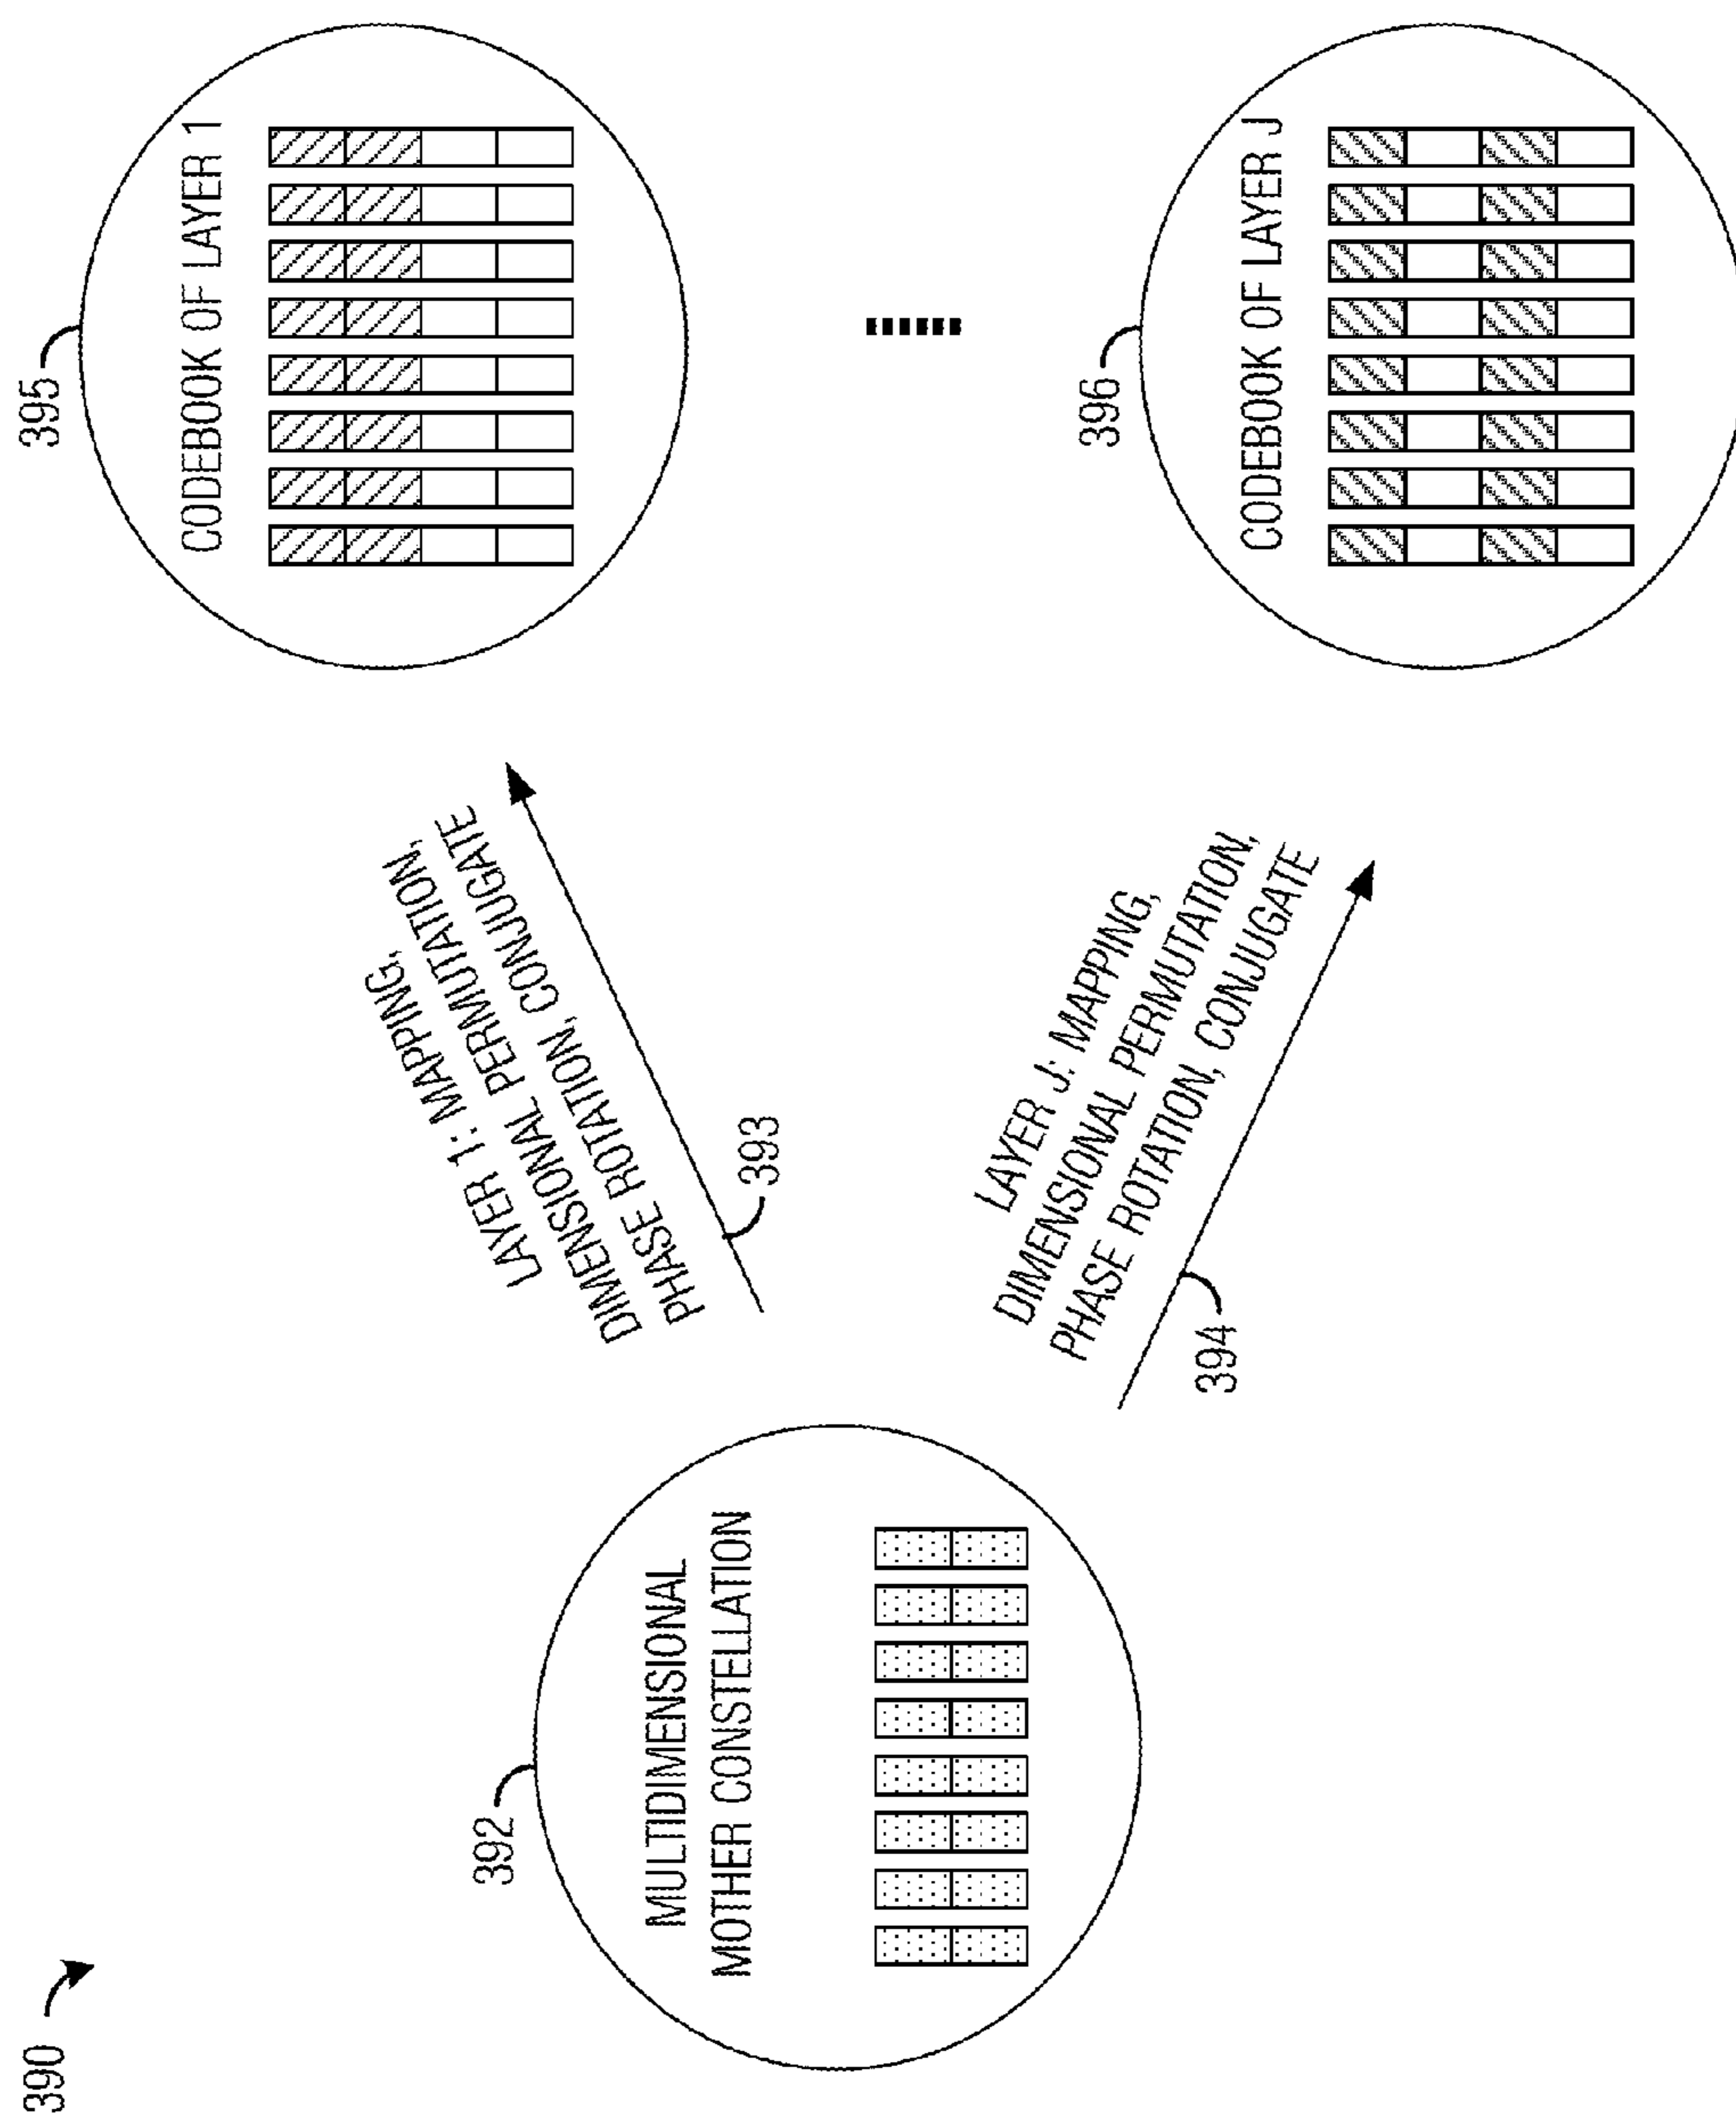 390
392
MULTIDIMENSIONAL
MOTHER CONSTELLATION
LAYER 1: MAPPING,
DIMENSIONAL PERMUTATION,
PHASE ROTATION, CONJUGATE
393
LAYER J: MAPPING,
DIMENSIONAL PERMUTATION,
PHASE ROTATION, CONJUGATE
394
395
CODEBOOK OF LAYER 1
396
CODEBOOK OF LAYER J